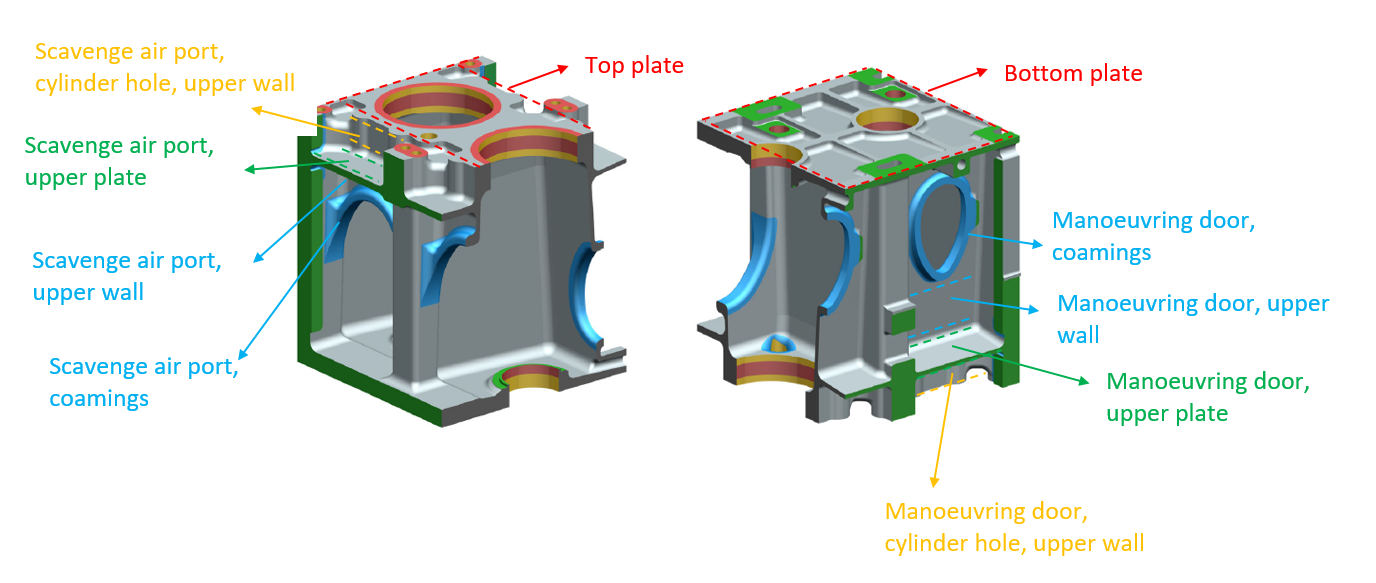 Scavenge air port,
cylinder hole, upper wall
Top plate
Scavenge air port,
upper plate
Scavenge air port,
upper wall
Scavenge air port,
coamings
Bottom plate
Manoeuvring door,
coamings
Manoeuvring door, upper
wall
Manoeuvring door,
upper plate
Manoeuvring door,
cylinder hole, upper wall